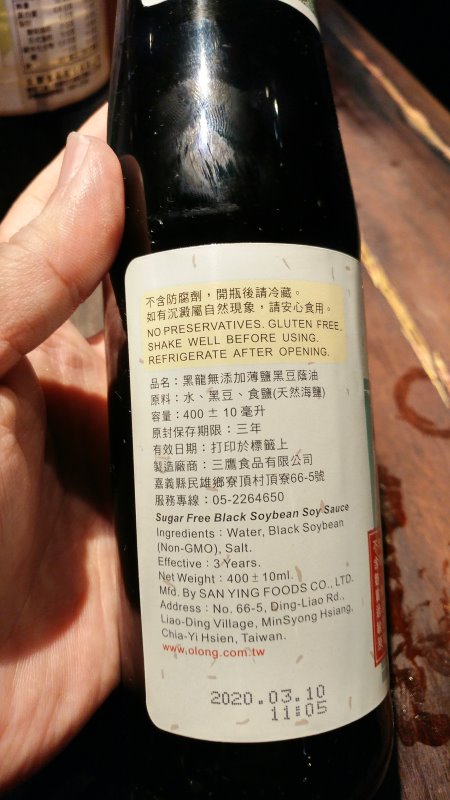 不含防腐劑，開瓶後請冷藏。
如有沉澱屬自然現象，請安心食用。
NO PRESERVATIVES. GLUTEN FREE.
SHAKE WELL BEFORE USING.
REFRIGERATE AFTER OPENING.
品名：黑龍無添加薄鹽黑豆蔭油
原料：水、黑豆、食鹽(天然海鹽)
容量：400 ± 10 毫升
原封保存期限：三年
有效日期：打印於標籤上
製造廠商：三鷹食品有限公司
嘉義縣民雄鄉寮頂村頂寮66-5號
服務專線：05-2264650
Sugar Free Black Soybean Soy Sauce
Ingredients : Water, Black Soybean
(Non-GMO), Salt.
Effective : 3 Years.
Net Weight : 400 ± 10ml.
Mfd. By SAN YING FOODS CO., LTD.
Address : No. 66-5, Ding-Liao Rd.,
Liao-Ding Village, MinSyong Hsiang,
Chia-Yi Hsien, Taiwan.
www.olong.com.tw
2020.03.10
11:05